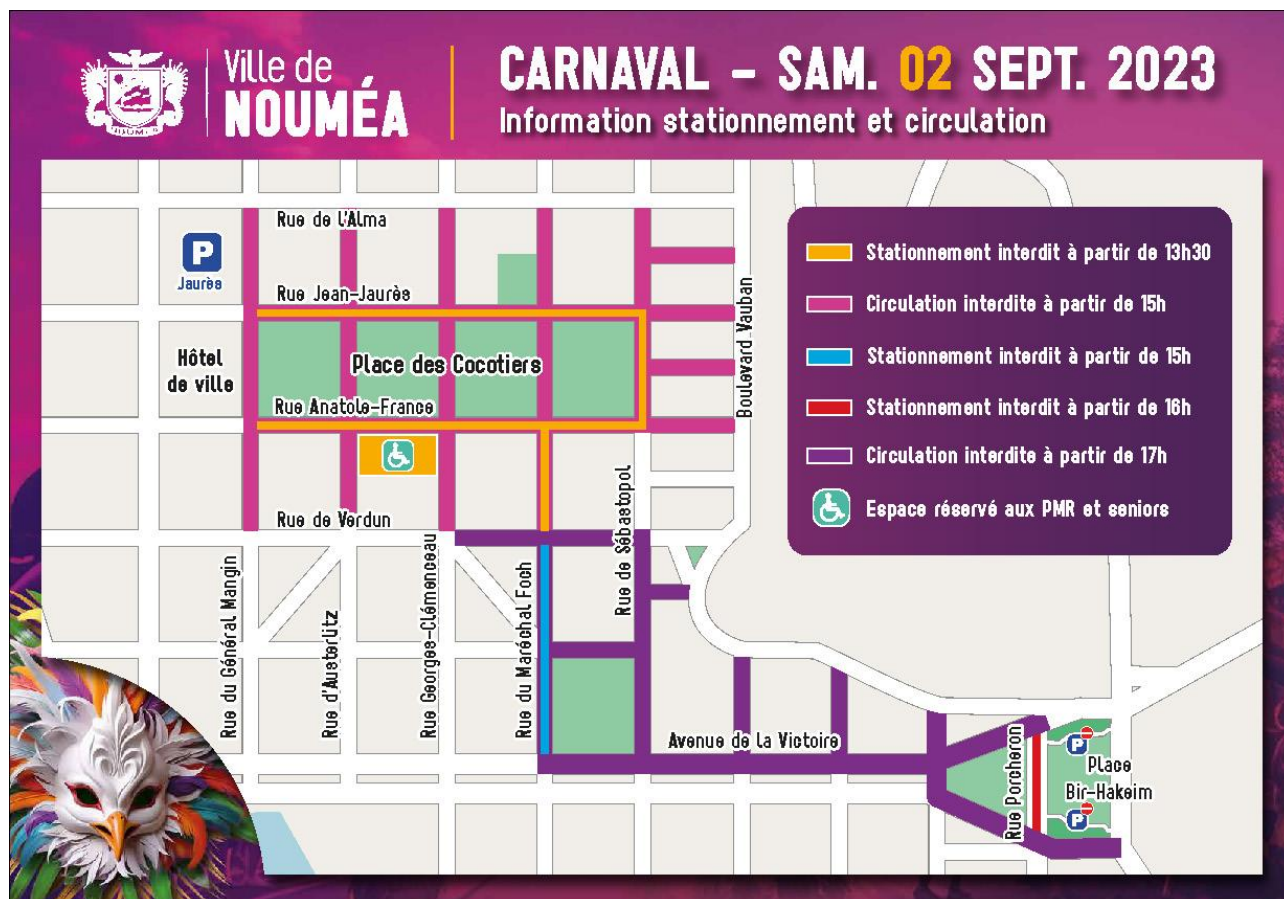 Ville de
NOUMÉA
NOUMÉA
CARNAVAL – SAM. 02 SEPT. 2023
Information stationnement et circulation
Rue de l'Alma
P
Jaurès
Rue Jean-Jaurès
Hôtel
de ville
Place des Cocotiers
Rue Anatole-France
Boulevard Vauban
Rue de Verdun
Rue du Général Mangin
Rue d'Austerlitz
Rue Georges-Clémenceau
Rue du Maréchal Foch
Rue de Sébastopol
Avenue de La Victoire
Rue Porcheron
P
Place
Bir-Hakeim
P
Stationnement interdit à partir de 13h30
Circulation interdite à partir de 15h
Stationnement interdit à partir de 15h
Stationnement interdit à partir de 16h
Circulation interdite à partir de 17h
Espace réservé aux PMR et seniors